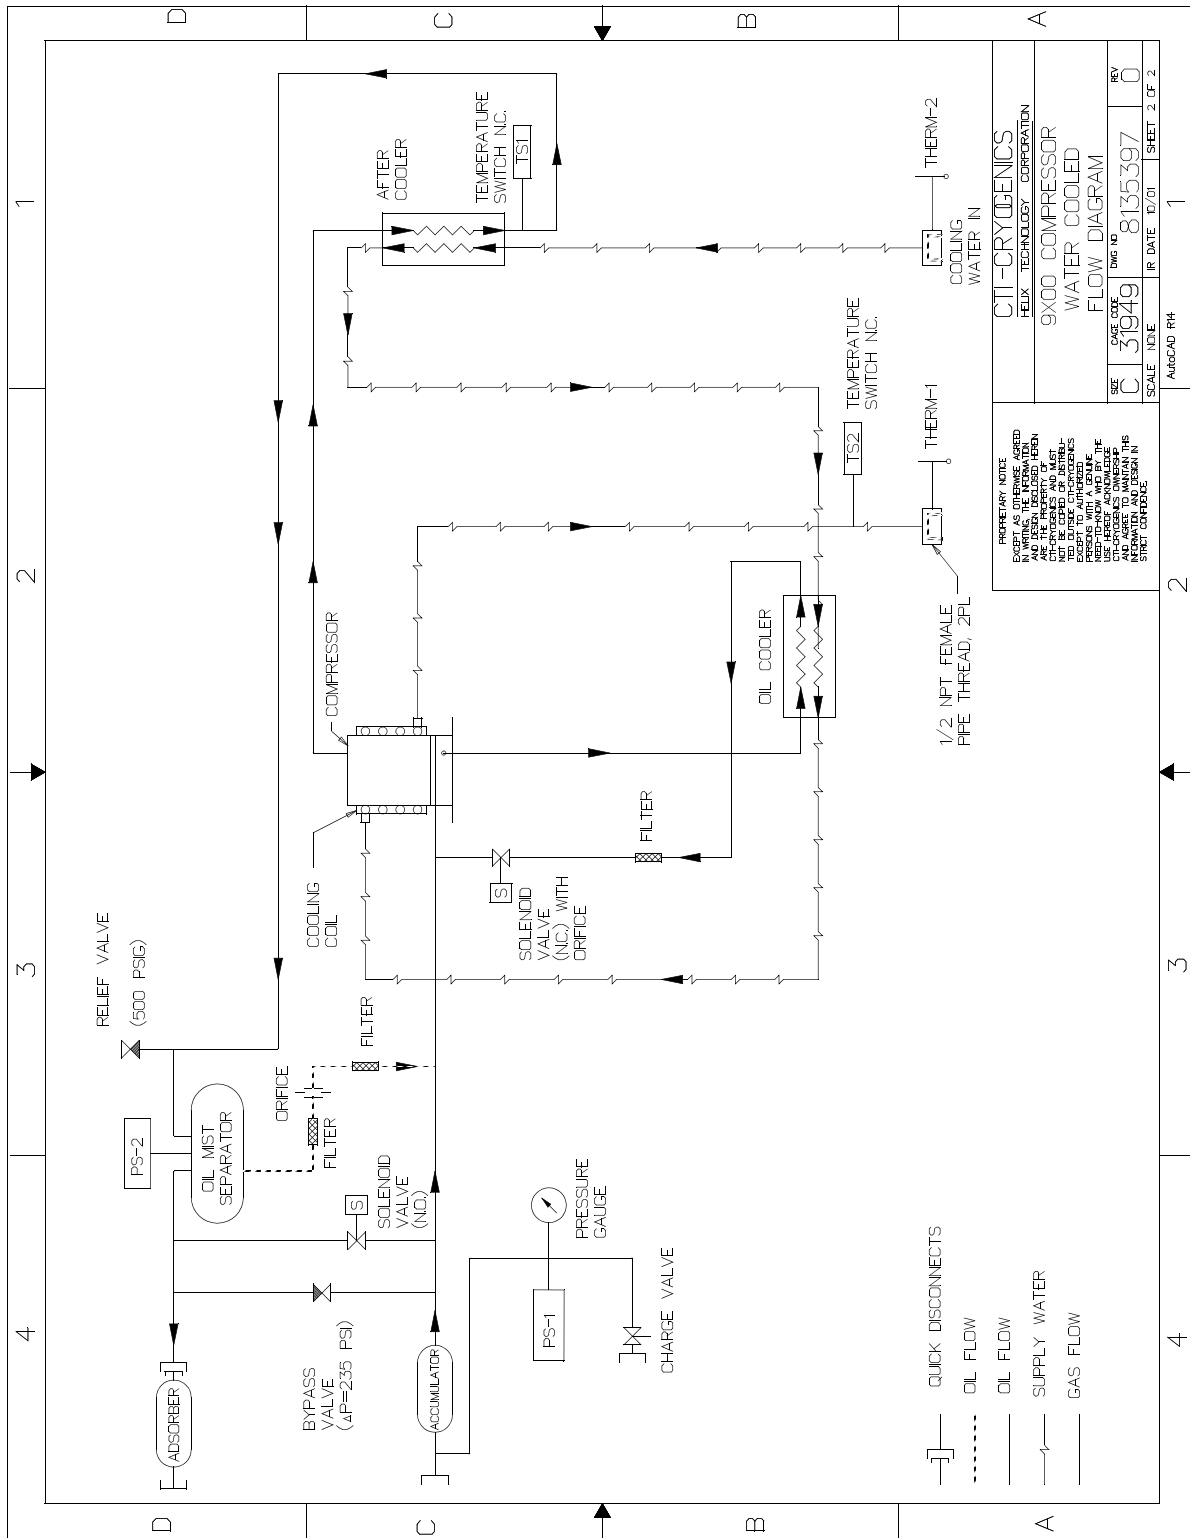 D
C
B
A
1
2
3
4
AFTER
COOLER
TEMPERATURE
SWITCH N.C.
TS1
THERM-2
COOLING
WATER IN
TEMPERATURE
SWITCH N.C.
TS2
THERM-1
COMPRESSOR
OIL COOLER
1/2 NPT FEMALE
PIPE THREAD, 2PL
COOLING
COIL
FILTER
S
SOLENOID
VALVE
(N.C.) WITH
ORIFICE
RELIEF VALVE
(500 PSIG)
FILTER
ORIFICE
FILTER
PS-2
OIL MIST
SEPARATOR
S
SOLENOID
VALVE
(N.O.)
PRESSURE
GAUGE
PS-1
CHARGE VALVE
BYPASS
VALVE
(△P=235 PSI)
ADSORBER
ACCUMULATOR
QUICK DISCONNECTS
OIL FLOW
OIL FLOW
SUPPLY WATER
GAS FLOW
PROPRIETARY NOTICE
EXCEPT AS OTHERWISE AGREED
IN WRITING, THE INFORMATION
AND DESIGN DISCLOSED HEREIN
ARE THE PROPERTY OF
CTI-CRYOGENICS AND MUST
NOT BE COPIED OR DISTRIBU-
TED OUTSIDE CTI-CRYOGENICS
EXCEPT TO AUTHORIZED
PERSONS WITH A GENUINE
NEED-TO-KNOW WHO BY THE
USE HEREOF, ACKNOWLEDGE
CTI-CRYOGENICS OWNERSHIP
AND AGREE TO MAINTAIN THIS
INFORMATION AND DESIGN IN
STRICT CONFIDENCE.
CTI-CRYOGENICS
HELIX TECHNOLOGY CORPORATION
9X00 COMPRESSOR
WATER COOLED
FLOW DIAGRAM
SIZE
C
CAGE CODE
31949
DWG NO
8135397
REV
0
SCALE NONE
IR DATE 10/01
SHEET 2 OF 2
AutoCAD R14
D
C
B
A
1
2
3
4